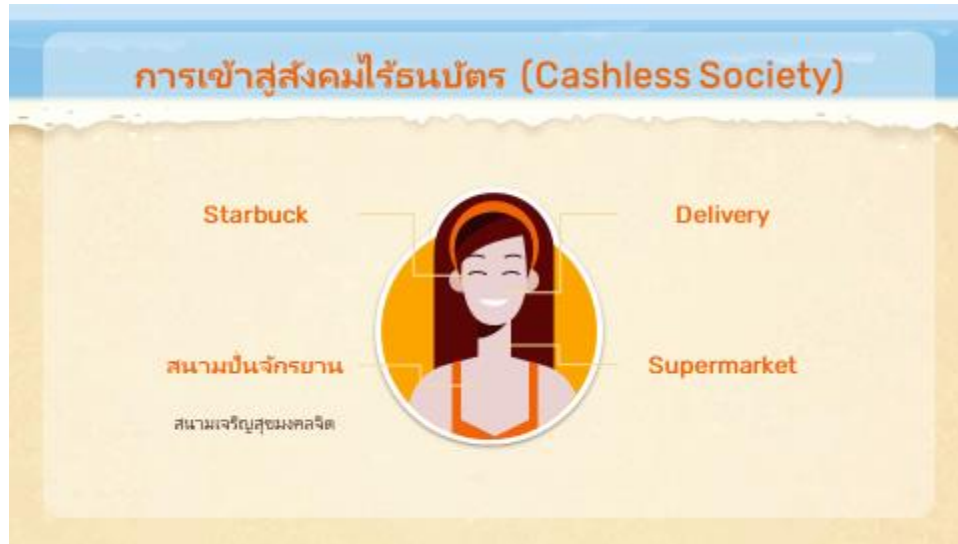 การเข้าสู่สังคมไร้ธนบัตร (Cashless Society)
Starbuck
Delivery
สนามปั่นจักรยาน
Supermarket
สนามเจริญสุขมงคลจิต